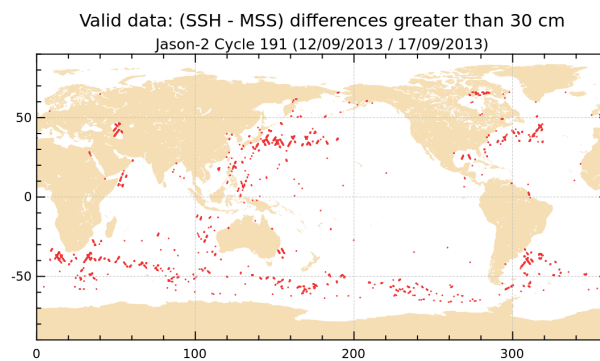 Valid data: (SSH - MSS) differences greater than 30 cm
Jason-2 Cycle 191 (12/09/2013 / 17/09/2013)
50
0
-50
0 100 200 300